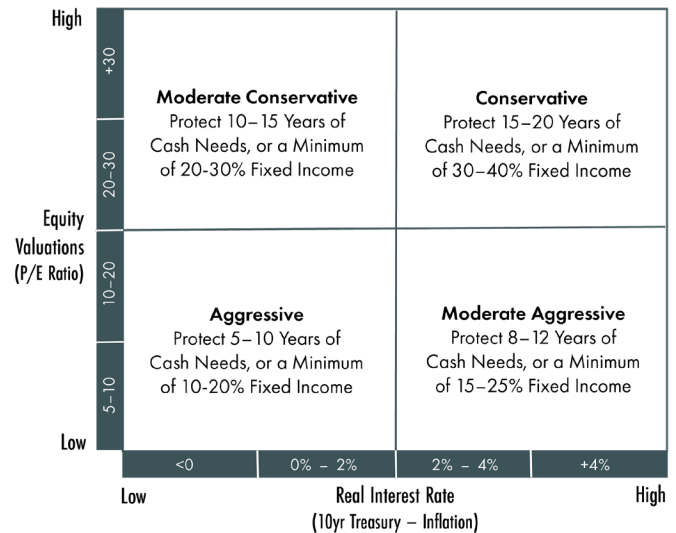 High
+30
20–30
Equity
Valuations
(P/E Ratio)
10–20
5–10
Low
Moderate Conservative
Protect 10–15 Years of
Cash Needs, or a Minimum
of 20-30% Fixed Income
Conservative
Protect 15–20 Years of
Cash Needs, or a Minimum
of 30–40% Fixed Income
Aggressive
Protect 5–10 Years of
Cash Needs, or a Minimum
of 10-20% Fixed Income
Moderate Aggressive
Protect 8–12 Years of
Cash Needs, or a Minimum
of 15–25% Fixed Income
<0
0% – 2%
2% – 4%
+4%
Low
Real Interest Rate
High
(10yr Treasury – Inflation)